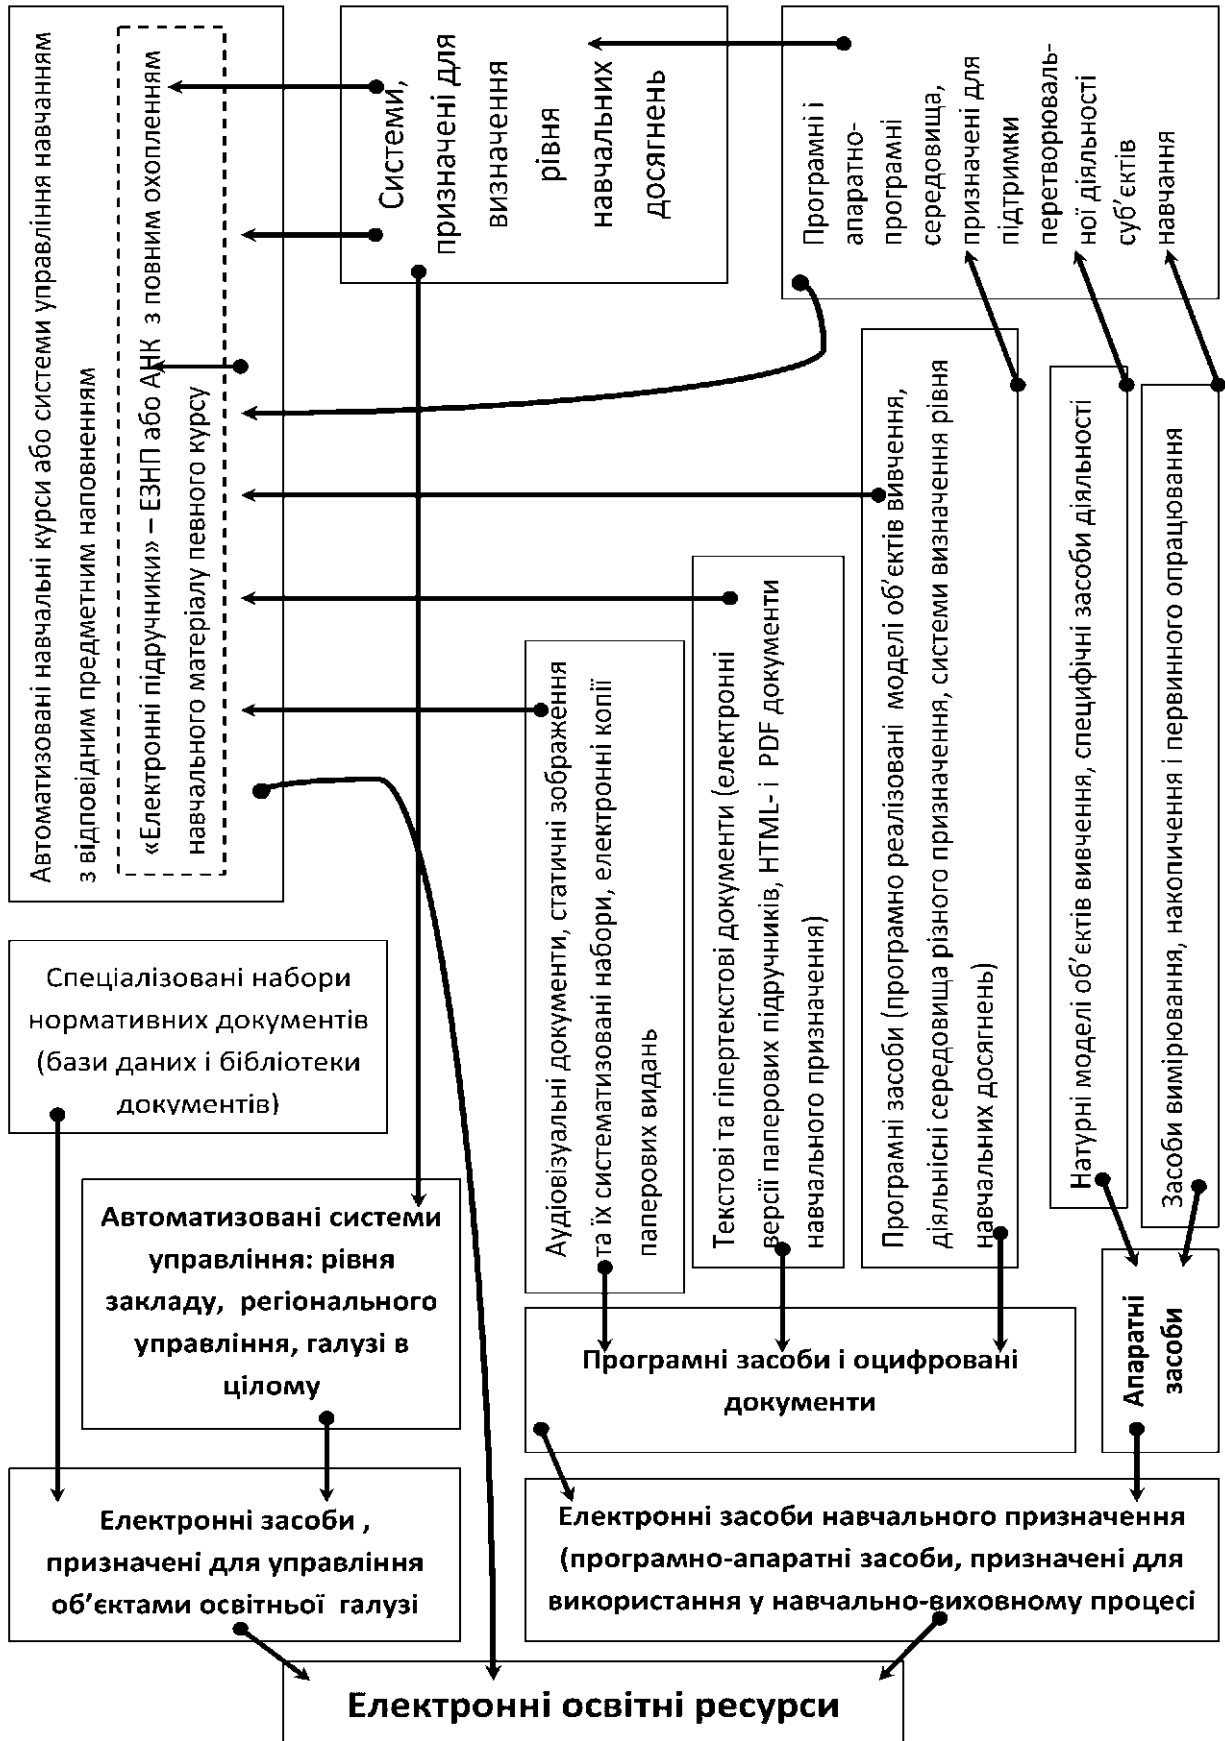 Автоматизовані навчальні курси або системи управління навчанням
з відповідним предметним наповненням
«Електронні підручники» – ЕЗНП або АНК з повним охопленням
навчального матеріалу певного курсу
Системи,
призначені для
визначення
рівня
навчальних
досягнень
Програмні і
апаратно-
програмні
середовища,
призначені для
підтримки
перетворюваль-
ної діяльності
суб’єктів
навчання
Спеціалізовані набори
нормативних документів
(бази даних і бібліотеки
документів)
Аудіовізуальні документи, статичні зображення
та їх систематизовані набори, електронні копії
паперових видань
Текстові та гіпертекстові документи (електронні
версії паперових підручників, HTML- і PDF документи
навчального призначення)
Програмні засоби (програмно реалізовані моделі об’єктів вивчення,
діяльнісні середовища різного призначення, системи визначення рівня
навчальних досягнень)
Натурні моделі об’єктів вивчення, специфічні засоби діяльності
Засоби вимірювання, накопичення і первинного опрацювання
Автоматизовані системи
управління: рівня
закладу, регіонального
управління, галузі в
цілому
Програмні засоби і оцифровані
документи
Апаратні
засоби
Електронні засоби ,
призначені для управління
об’єктами освітньої галузі
Електронні засоби навчального призначення
(програмно-апаратні засоби, призначені для
використання у навчально-виховному процесі
Електронні освітні ресурси